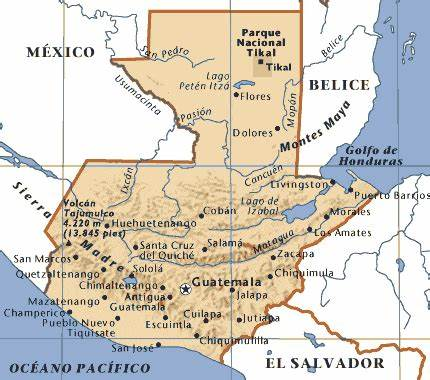 MÉXICO
San Pedro
Parque
Nacional
Tikal
Tikal
Belice
Usumacinta
Lago
Petén Itzá
Flores
BELICE
Pasión
Mopán
Dolores
Montes Maya
Golfo de
Honduras
Cancuén
Livingston
Puerto Barrios
Sierra Madre
Ixcán
Volcán
Tajumulco
4.220 m
(13,845 pies)
Huehuetenango
Cobán
Lago de
Izabal
Morales
Santa Cruz
del Quiché
Salamá
Motagua
Los Amates
San Marcos
Sololá
Zacapa
Quetzaltenango
Chimaltenango
Guatemala
Chiquimula
Mazatenango
Antigua
Guatemala
Jalapa
Champerico
Pueblo Nuevo
Tiquisate
Escuintla
Cuilapa
Jutiapa
San José
Chiquimulilla
OCÉANO PACÍFICO
EL SALVADOR